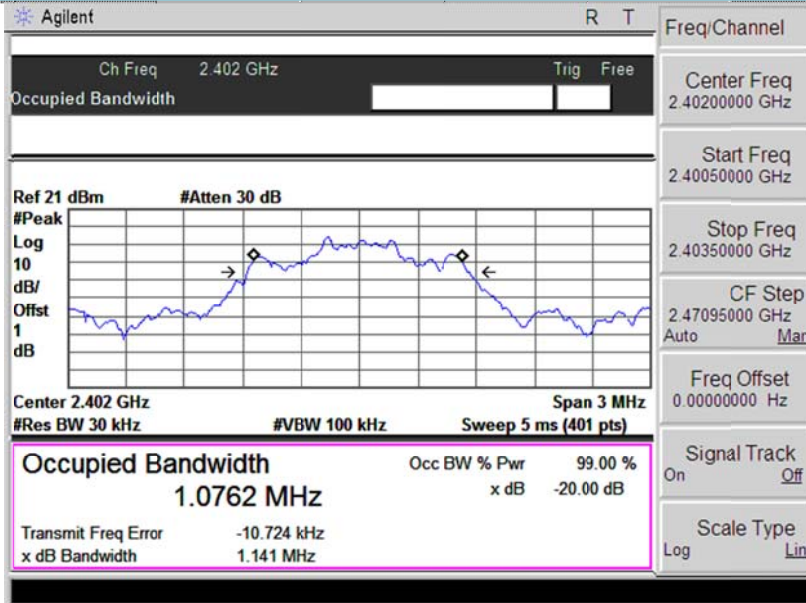 Agilent
R T
Ch Freq 2.402 GHz
Trig Free
Occupied Bandwidth
Ref 21 dBm
#Atten 30 dB
#Peak
Log
10
dB/
Offst
1
dB
Center 2.402 GHz
Span 3 MHz
#Res BW 30 kHz
#VBW 100 kHz
Sweep 5 ms (401 pts)
Occupied Bandwidth
1.0762 MHz
Occ BW % Pwr 99.00 %
x dB -20.00 dB
Transmit Freq Error -10.724 kHz
x dB Bandwidth 1.141 MHz
Freq/Channel
Center Freq
2.40200000 GHz
Start Freq
2.40050000 GHz
Stop Freq
2.40350000 GHz
CF Step
2.47095000 GHz
Auto Man
Freq Offset
0.00000000 Hz
Signal Track
On Off
Scale Type
Log Lin